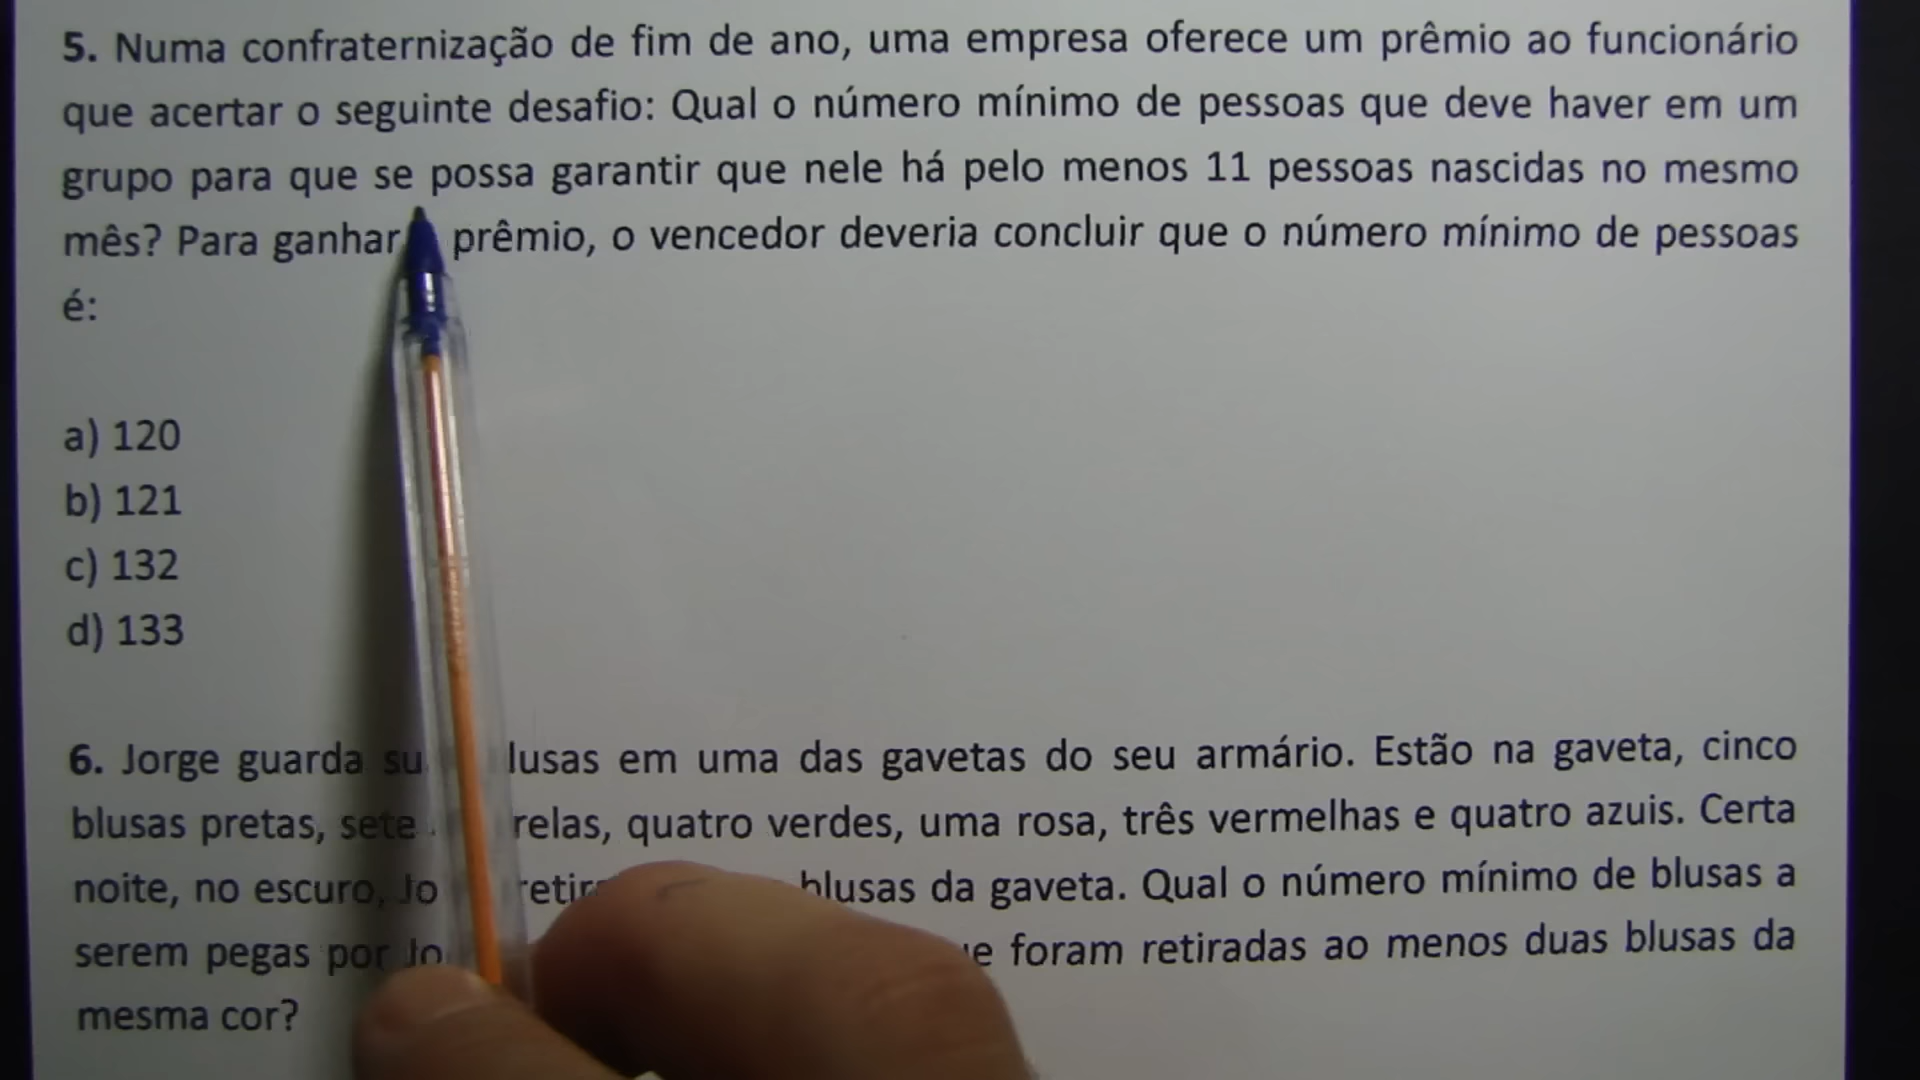 5. Numa confraternização de fim de ano, uma empresa oferece um prêmio ao funcionário
que acertar o seguinte desafio: Qual o número mínimo de pessoas que deve haver em um
grupo para que se possa garantir que nele há pelo menos 11 pessoas nascidas no mesmo
mês? Para ganhar prêmio, o vencedor deveria concluir que o número mínimo de pessoas
é:
a) 120
b) 121
c) 132
d) 133
6. Jorge guarda lusas em uma das gavetas do seu armário. Estão na gaveta, cinco
blusas pretas, sete relas, quatro verdes, uma rosa, três vermelhas e quatro azuis. Certa
noite, no escuro, blusas da gaveta. Qual o número mínimo de blusas a
serem pegas por foram retiradas ao menos duas blusas da
mesma cor?